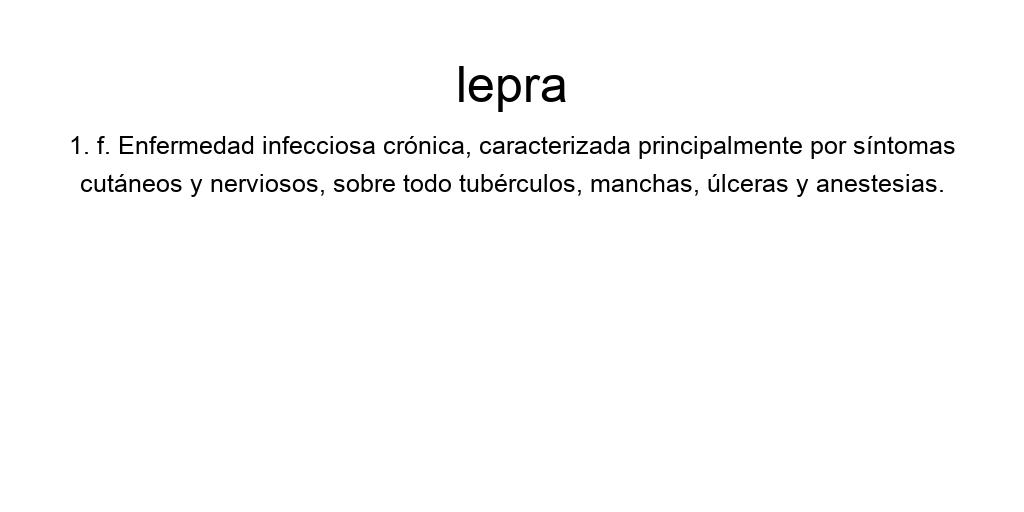 lepra
1. f. Enfermedad infecciosa crónica, caracterizada principalmente por síntomas
cutáneos y nerviosos, sobre todo tubérculos, manchas, úlceras y anestesias.